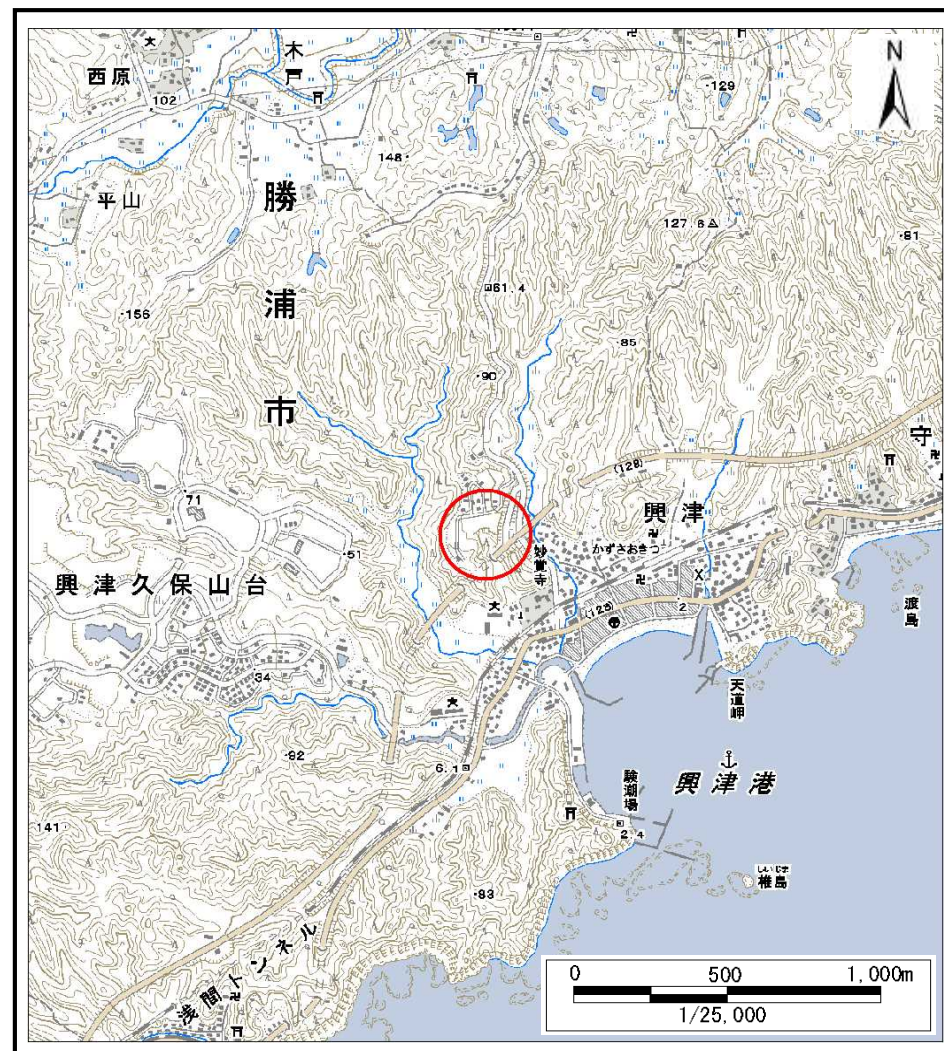 木戸
N
西原
102
129
148
平山
勝浦市
127.6
81
61.4
156
85
90
守
(128)
71
興津
かずさおきつ
妙覚寺
51
興津久保山台
(128)
2
渡島
34
天道岬
92
6.1
興津港
験潮場
141
2.4
しいじま
椎島
83
浅間トンネル
0 500 1,000m
1/25,000